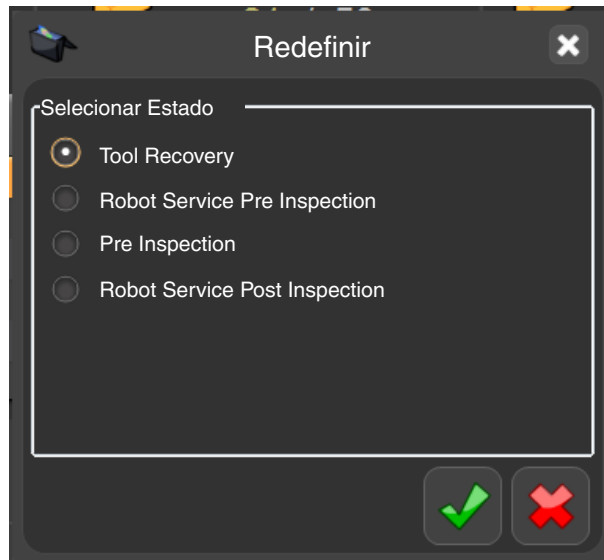 Redefinir
Selecionar Estado
Tool Recovery
Robot Service Pre Inspection
Pre Inspection
Robot Service Post Inspection